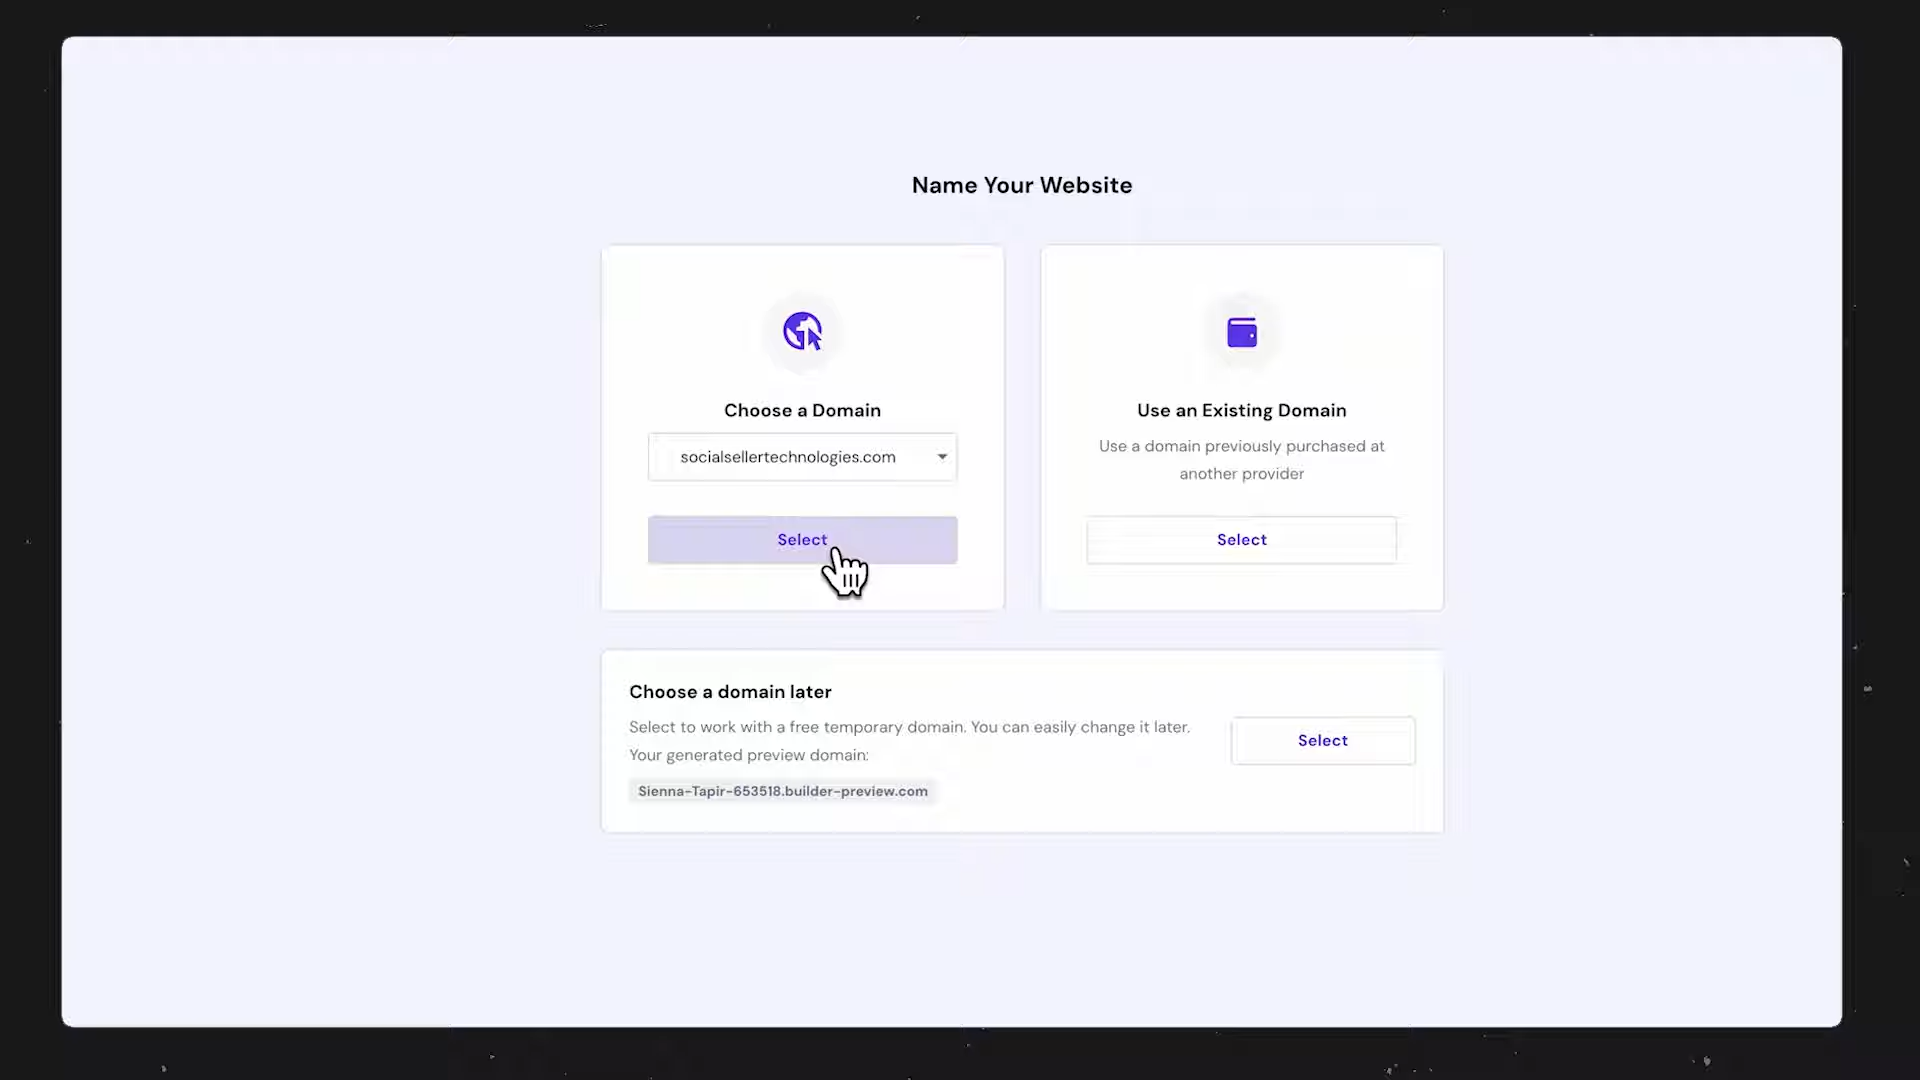 Name Your Website
Choose a Domain
socialsellertechnologies.com
Select
Use an Existing Domain
Use a domain previously purchased at
another provider
Select
Choose a domain later
Select to work with a free temporary domain. You can easily change it later.
Your generated preview domain:
Sienna-Tapir-653518.builder-preview.com
Select